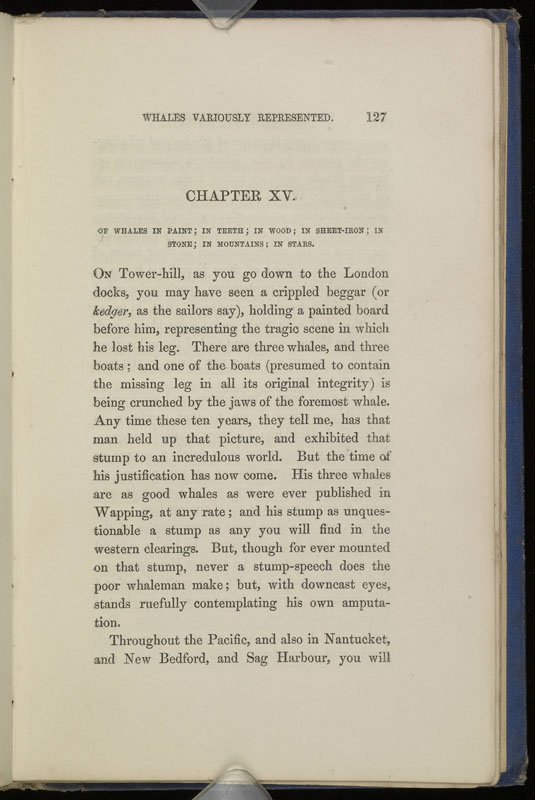 WHALES VARIOUSLY REPRESENTED. 127
CHAPTER XV.
OF WHALES IN PAINT; IN TEETH; IN WOOD; IN SHEET-IRON; IN
STONE; IN MOUNTAINS; IN STARS.
On Tower-hill, as you go down to the London
docks, you may have seen a crippled beggar (or
kedger, as the sailors say), holding a painted board
before him, representing the tragic scene in which
he lost his leg. There are three whales, and three
boats; and one of the boats (presumed to contain
the missing leg in all its original integrity) is
being crunched by the jaws of the foremost whale.
Any time these ten years, they tell me, has that
man held up that picture, and exhibited that
stump to an incredulous world. But the time of
his justification has now come. His three whales
are as good whales as were ever published in
Wapping, at any rate; and his stump as unques-
tionable a stump as any you will find in the
western clearings. But, though for ever mounted
on that stump, never a stump-speech does the
poor whaleman make; but, with downcast eyes,
stands ruefully contemplating his own amputa-
tion.
Throughout the Pacific, and also in Nantucket,
and New Bedford, and Sag Harbour, you will